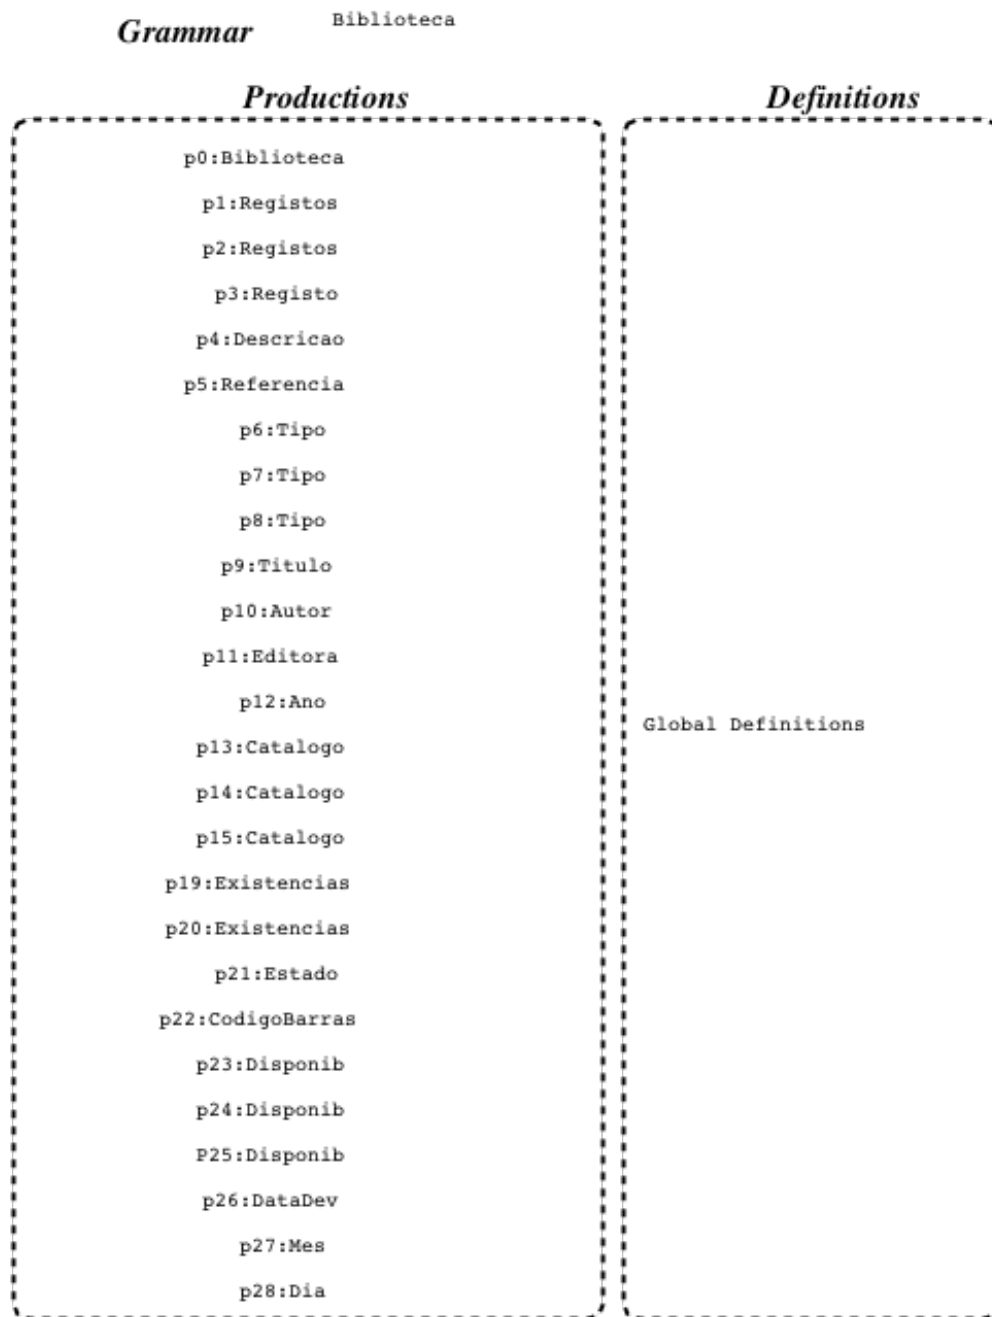 Grammar Biblioteca
Productions
p0:Biblioteca
p1:Registos
p2:Registos
p3:Registo
p4:Descricao
p5:Referencia
p6:Tipo
p7:Tipo
p8:Tipo
p9:Titulo
p10:Autor
p11:Editora
p12:Ano
p13:Catalogo
p14:Catalogo
p15:Catalogo
p19:Existencias
p20:Existencias
p21:Estado
p22:CodigoBarras
p23:Disponib
p24:Disponib
P25:Disponib
p26:DataDev
p27:Mes
p28:Dia
Definitions
Global Definitions